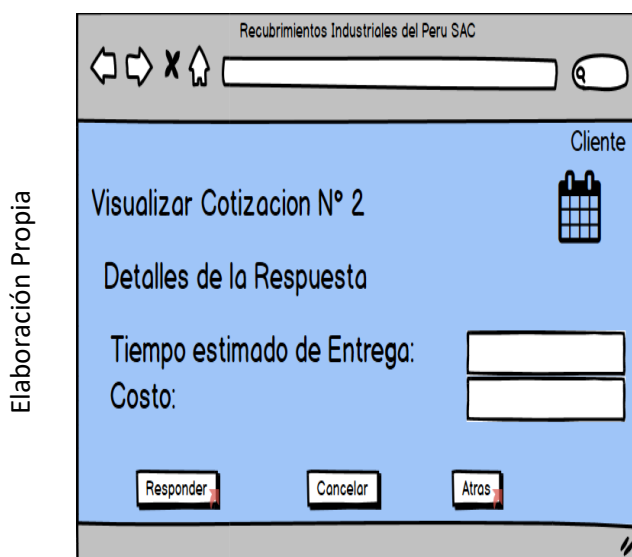 Recubrimientos Industriales del Peru SAC
Cliente
Visualizar Cotizacion Nº 2
Detalles de la Respuesta
Tiempo estimado de Entrega:
Costo:
Responder
Cancelar
Atras
Elaboración Propia